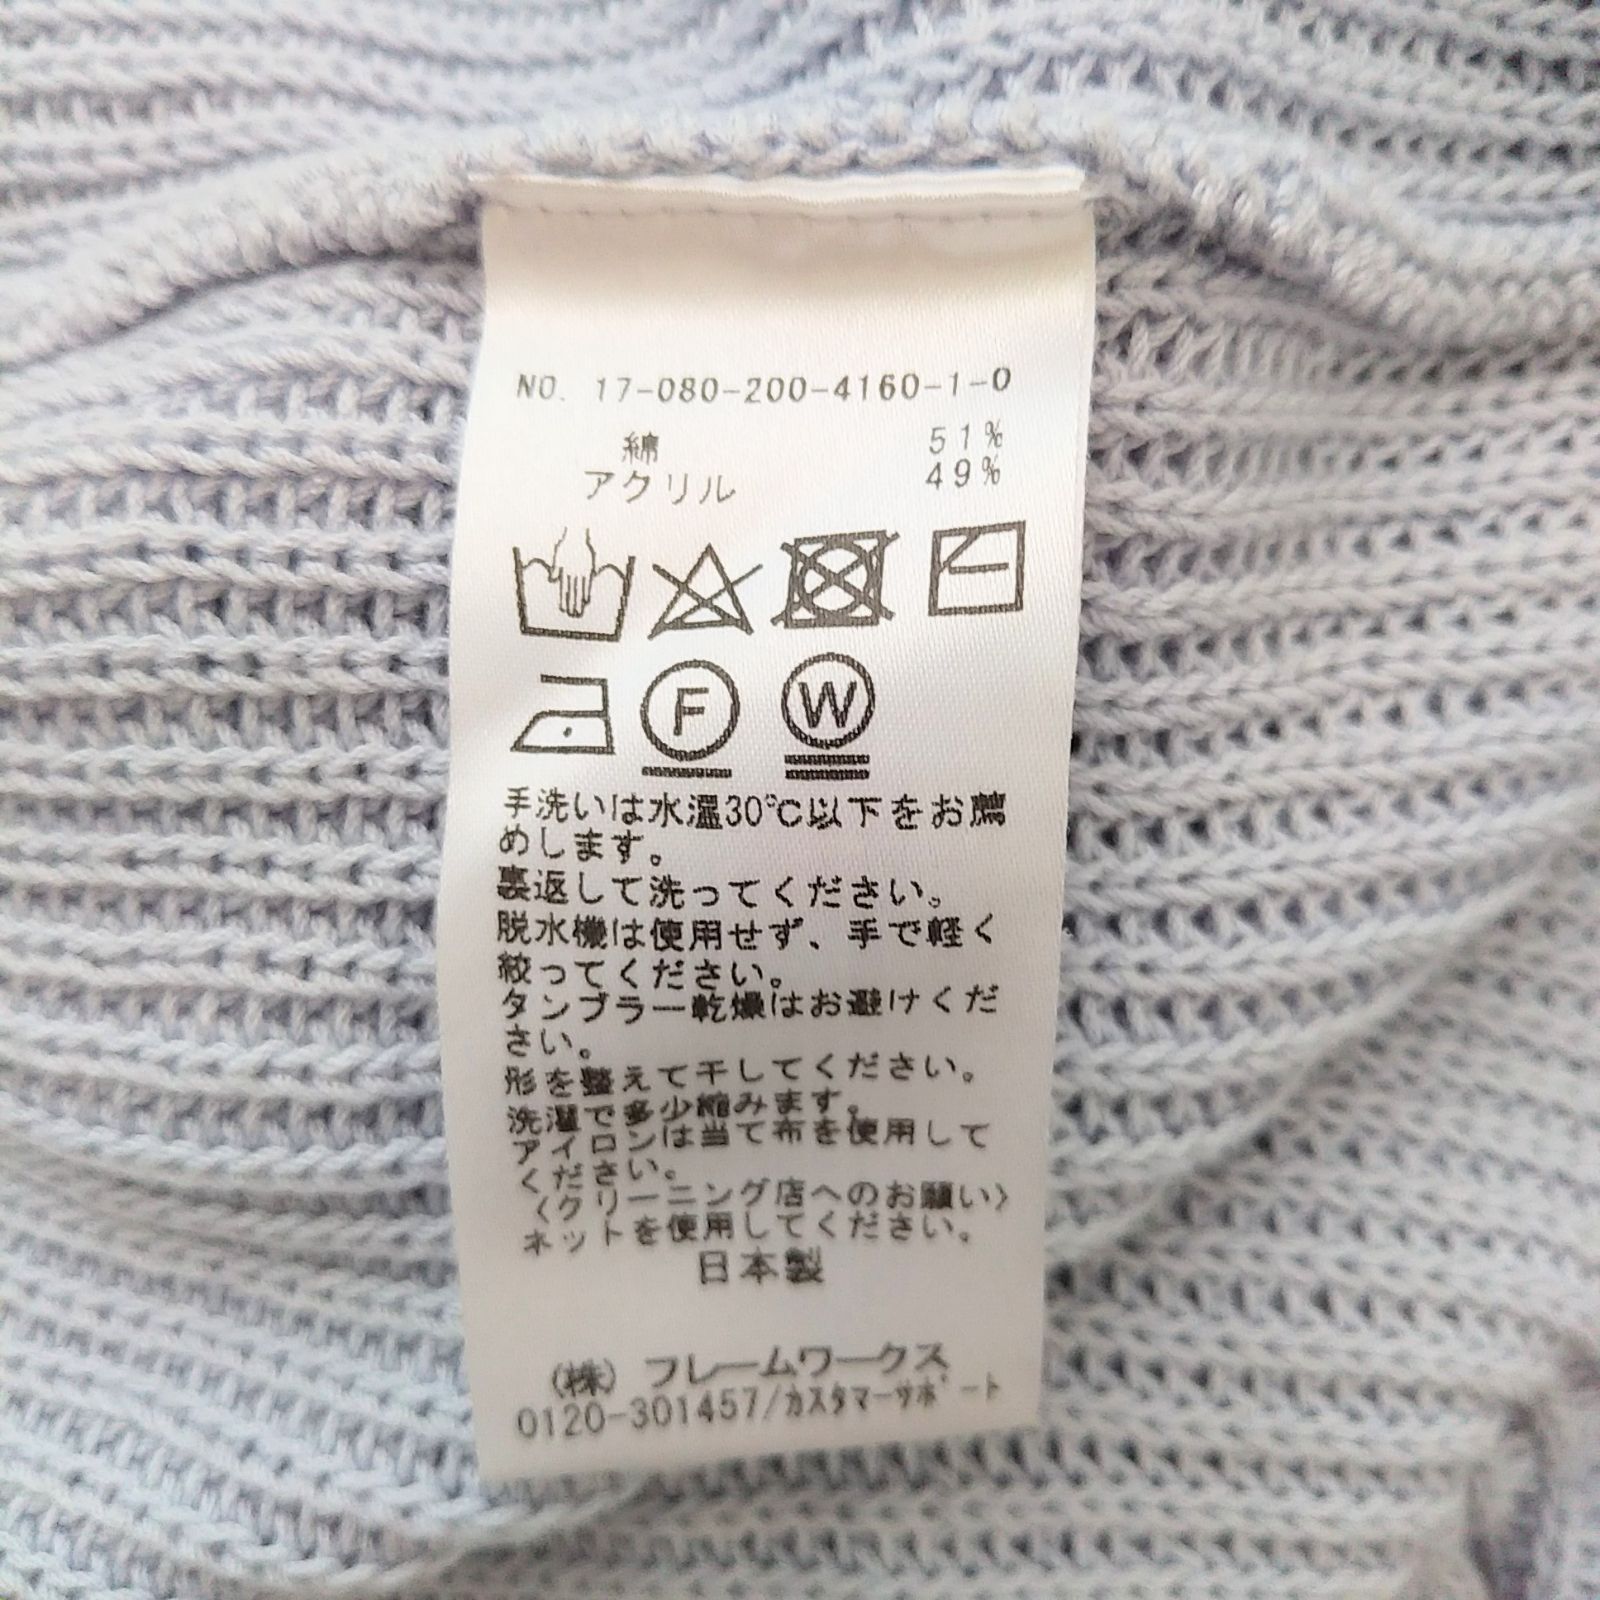 NO. 17-080-200-4160-1-0
綿 51%
アクリル 49%
F W
手洗いは水温30℃以下をお薦
めします。
裏返して洗ってください。
脱水機は使用せず、手で軽く
絞ってください。
タンブラー乾燥はお避けくだ
さい。
形を整えて干してください。
洗濯で多少縮みます。
アイロンは当て布を使用して
ください。
〈クリーニング店へのお願い〉
ネットを使用してください。
日本製
(株) フレームワークス
0120-301457/カスタマーサポート